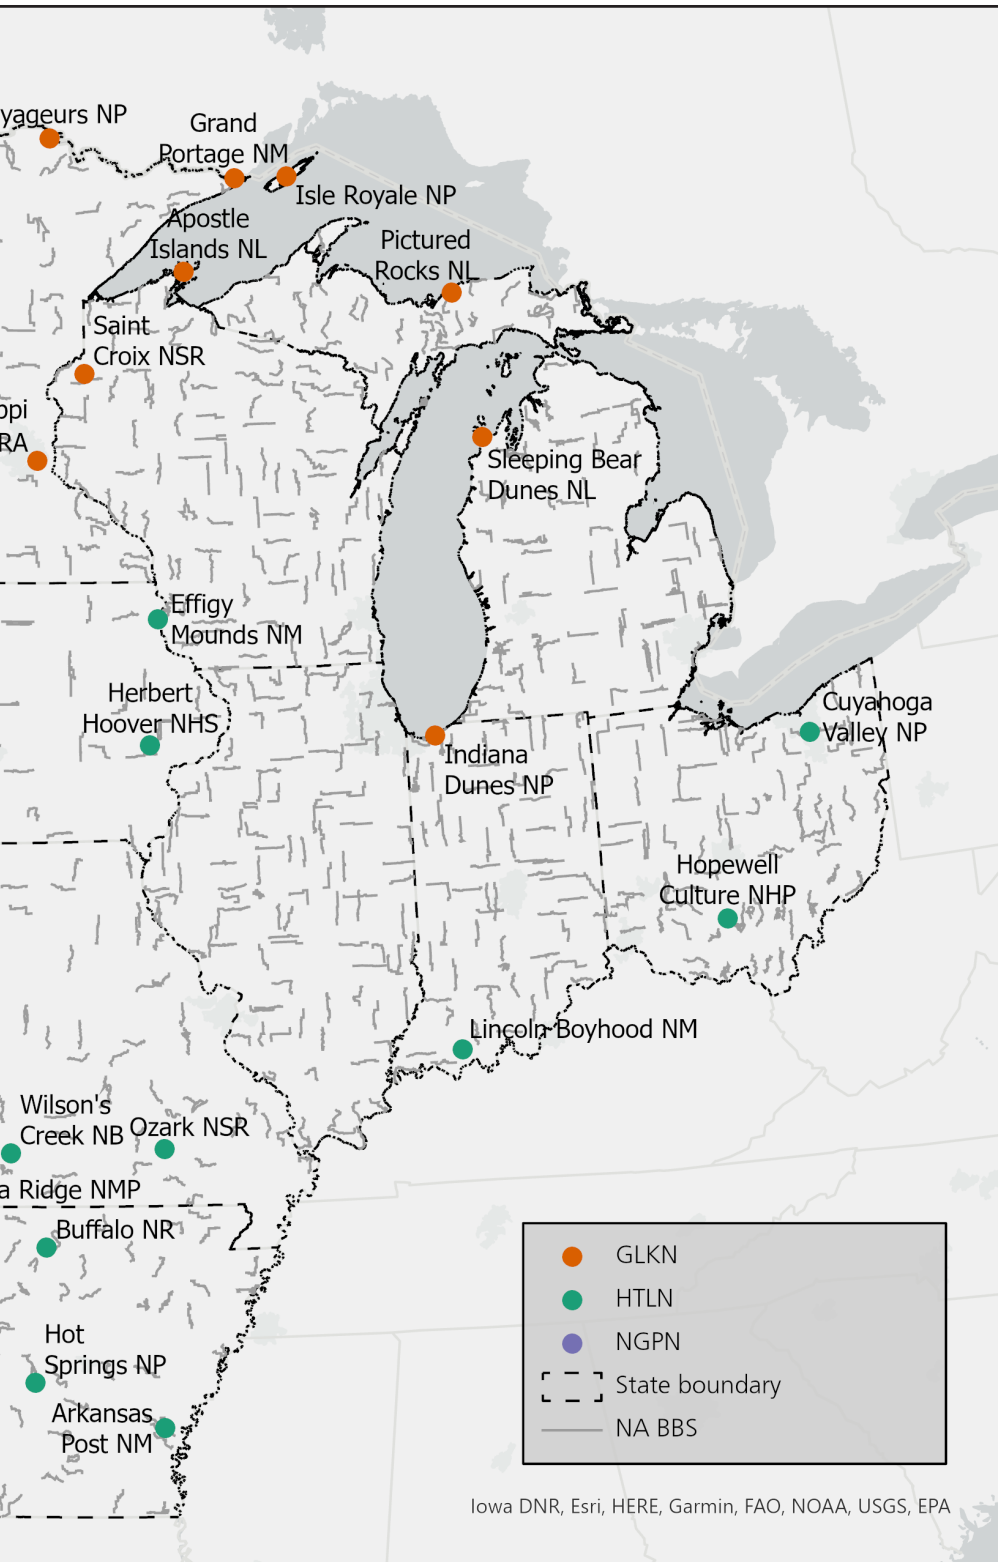 yageurs NP
Grand
Portage NM
Isle Royale NP
Apostle
Islands NL
Pictured
Rocks NL
Saint
Croix NSR
ppi
RA
Sleeping Bear
Dunes NL
Effigy
Mounds NM
Herbert
Hoover NHS
Cuyahoga
Valley NP
Indiana
Dunes NP
Hopewell
Culture NHP
Lincoln Boyhood NM
Wilson's
Creek NB
Ozark NSR
a Ridge NMP
Buffalo NR
Hot
Springs NP
Arkansas
Post NM
GLKN
HTLN
NGPN
State boundary
NA BBS
Iowa DNR, Esri, HERE, Garmin, FAO, NOAA, USGS, EPA